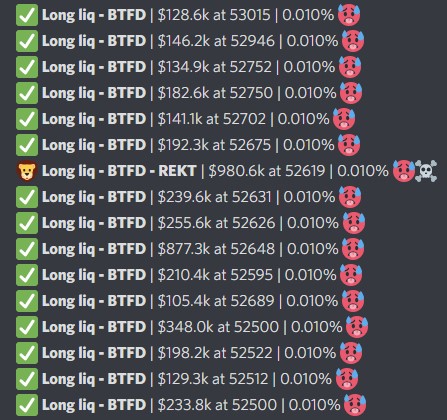 ✅ Long liq - BTFD | $128.6k at 53015 | 0.010% 🥵
✅ Long liq - BTFD | $146.2k at 52946 | 0.010% 🥵
✅ Long liq - BTFD | $134.9k at 52752 | 0.010% 🥵
✅ Long liq - BTFD | $182.6k at 52750 | 0.010% 🥵
✅ Long liq - BTFD | $141.1k at 52702 | 0.010% 🥵
✅ Long liq - BTFD | $192.3k at 52675 | 0.010% 🥵
🦁 Long liq - BTFD - REKT | $980.6k at 52619 | 0.010% 🥵☠️
✅ Long liq - BTFD | $239.6k at 52631 | 0.010% 🥵
✅ Long liq - BTFD | $255.6k at 52626 | 0.010% 🥵
✅ Long liq - BTFD | $877.3k at 52648 | 0.010% 🥵
✅ Long liq - BTFD | $210.4k at 52595 | 0.010% 🥵
✅ Long liq - BTFD | $105.4k at 52689 | 0.010% 🥵
✅ Long liq - BTFD | $348.0k at 52500 | 0.010% 🥵
✅ Long liq - BTFD | $198.2k at 52522 | 0.010% 🥵
✅ Long liq - BTFD | $129.3k at 52512 | 0.010% 🥵
✅ Long liq - BTFD | $233.8k at 52500 | 0.010% 🥵